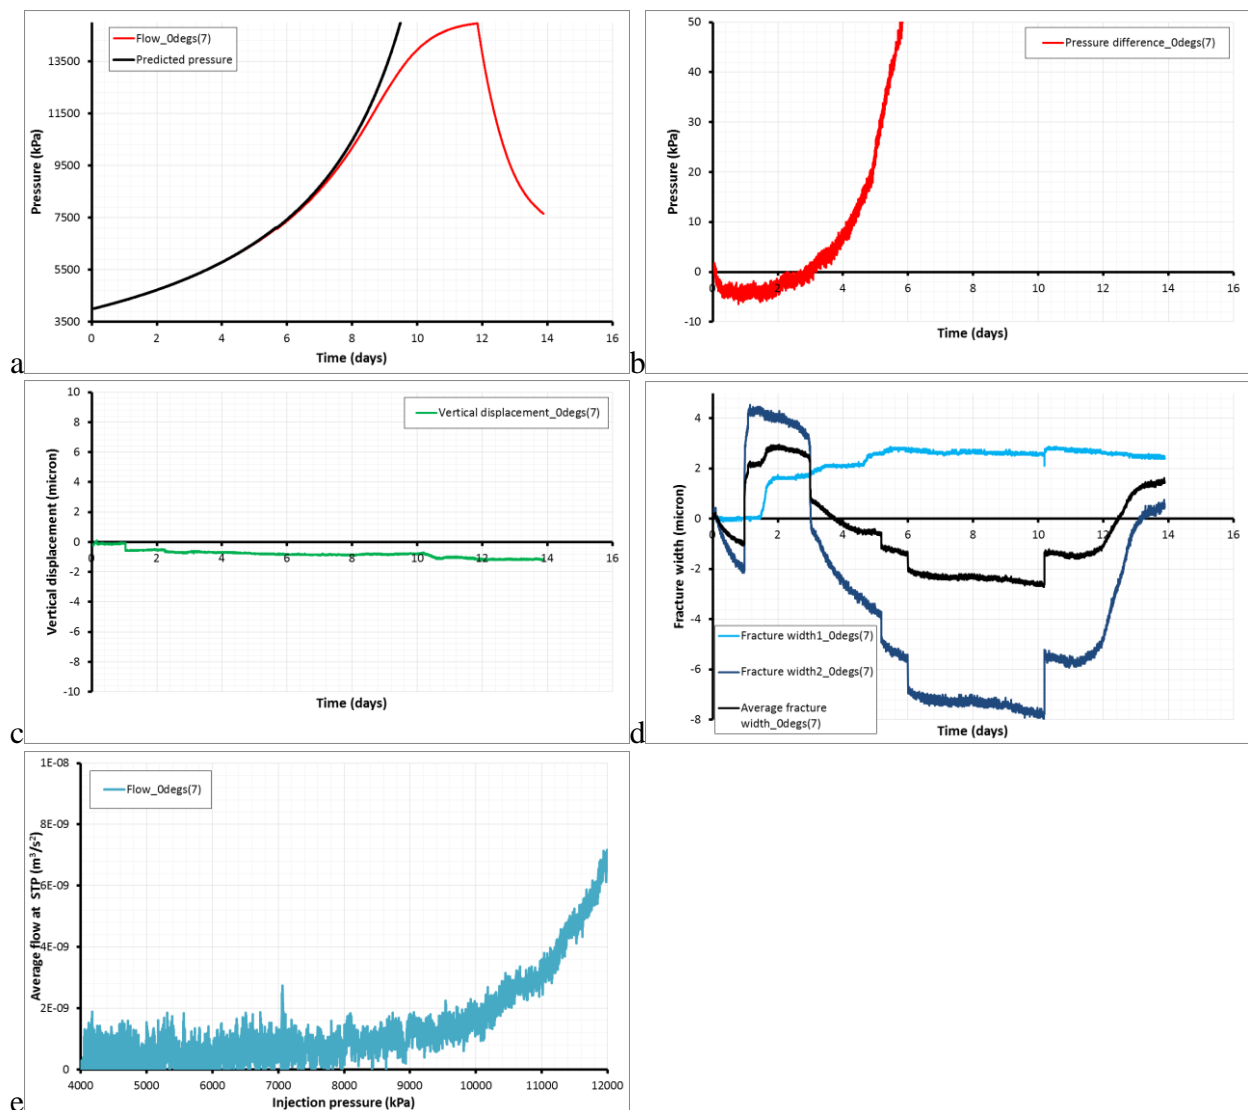 13500
11500
9500
7500
5500
3500
Pressure (kPa)
Flow_0degs(7)
Predicted pressure
0 2 4 6 8 10 12 14 16
Time (days)
a
50
40
30
20
10
0
-10
Pressure (kPa)
Pressure difference_0degs(7)
0 2 4 6 8 10 12 14 16
Time (days)
b
10
8
6
4
2
0
-2
-4
-6
-8
-10
Vertical displacement (micron)
Vertical displacement_0degs(7)
0 2 4 6 8 10 12 14 16
Time (days)
c
4
2
0
-2
-4
-6
-8
Fracture width (micron)
0 2 4 6 8 10 12 14 16
Fracture width1_0degs(7)
Fracture width2_0degs(7)
Average fracture
width_0degs(7)
Time (days)
d
1E-08
8E-09
6E-09
4E-09
2E-09
0
Average flow at STP (m³/s²)
Flow_0degs(7)
4000 5000 6000 7000 8000 9000 10000 11000 12000
Injection pressure (kPa)
e